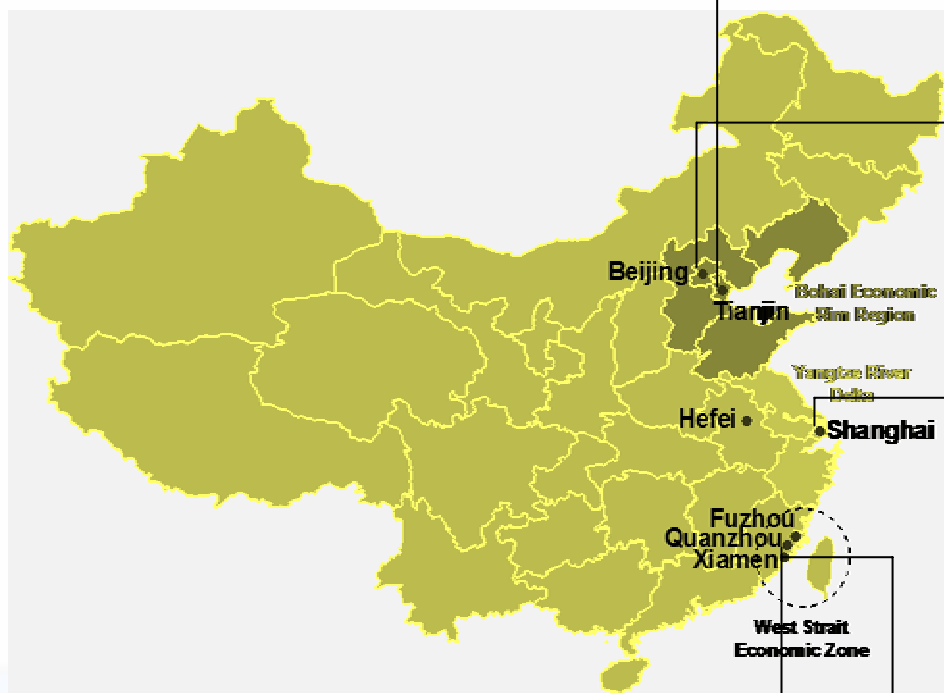 Beijing
Tianjin
Bohai Economic
Rim Region
Yangtze River
Delta
Hefei
Shanghai
Fuzhou
Quanzhou
Xiamen
West Strait
Economic Zone